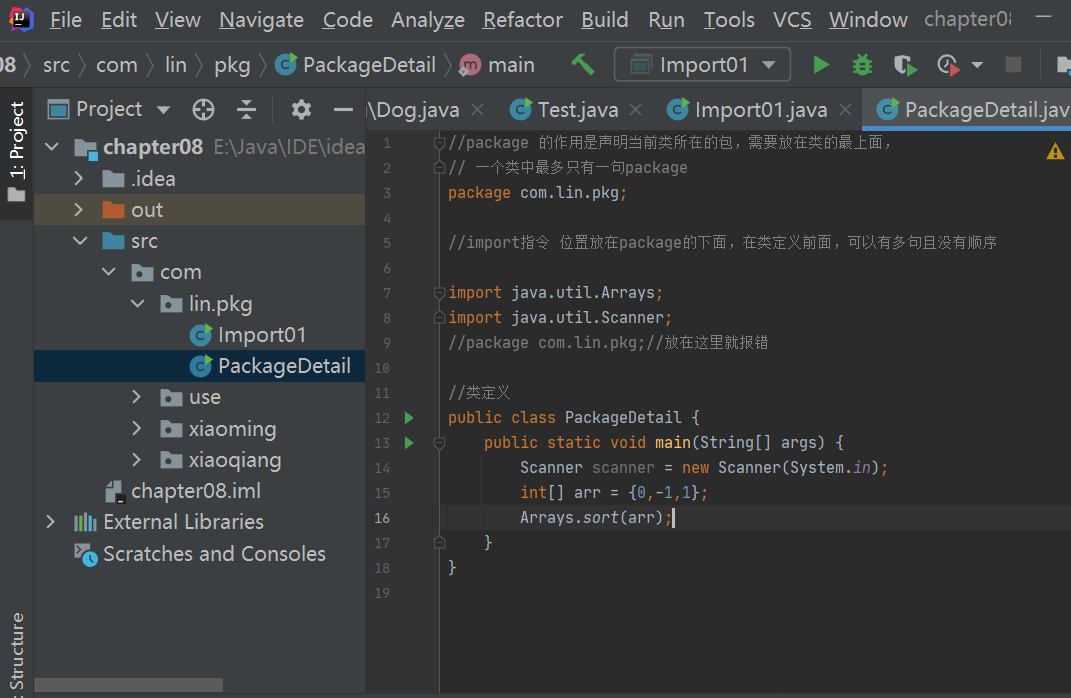 File Edit View Navigate Code Analyze Refactor Build Run Tools VCS Window chapter08
08 src com lin pkg PackageDetail main Import01
1: Project
Project
\Dog.java Test.java Import01.java PackageDetail.jav
chapter08 E:\Java\IDE\idea
.idea
out
src
com
lin.pkg
Import01
PackageDetail
use
xiaoming
xiaoqiang
chapter08.iml
External Libraries
Scratches and Consoles
: Structure
1 //package 的作用是声明当前类所在的包，需要放在类的最上面，
2 // 一个类中最多只有一句package
3 package com.lin.pkg;
4
5 //import指令 位置放在package的下面，在类定义前面，可以有多句且没有顺序
6
7 import java.util.Arrays;
8 import java.util.Scanner;
9 //package com.lin.pkg;//放在这里就报错
10
11 //类定义
12 public class PackageDetail {
13 public static void main(String[] args) {
14 Scanner scanner = new Scanner(System.in);
15 int[] arr = {0,-1,1};
16 Arrays.sort(arr);
17 }
18 }
19